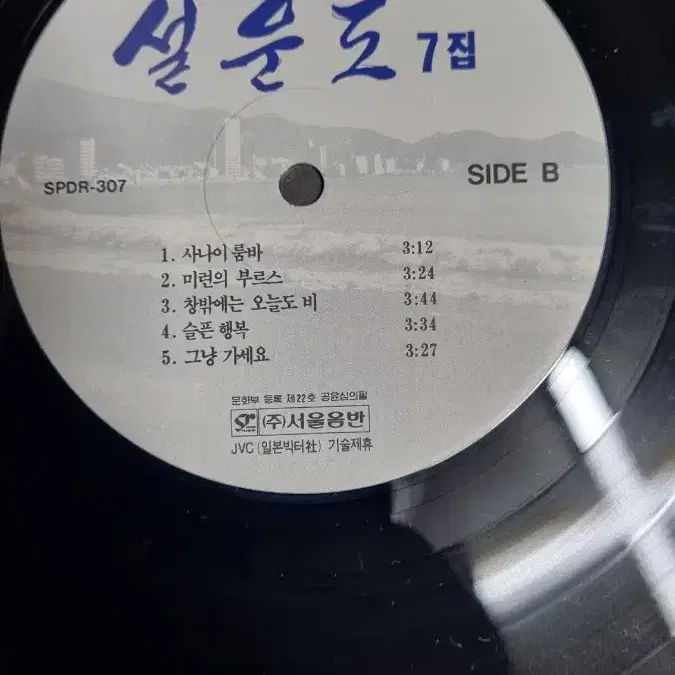 설운도 7집
SPDR-307
SIDE B
1. 사나이 룸바 3:12
2. 미련의 부르스 3:24
3. 창밖에는 오늘도 비 3:44
4. 슬픈 행복 3:34
5. 그냥 가세요 3:27
문화부 등록 제22호 공윤심의필
(주)서울음반
JVC (일본빅터社) 기술제휴